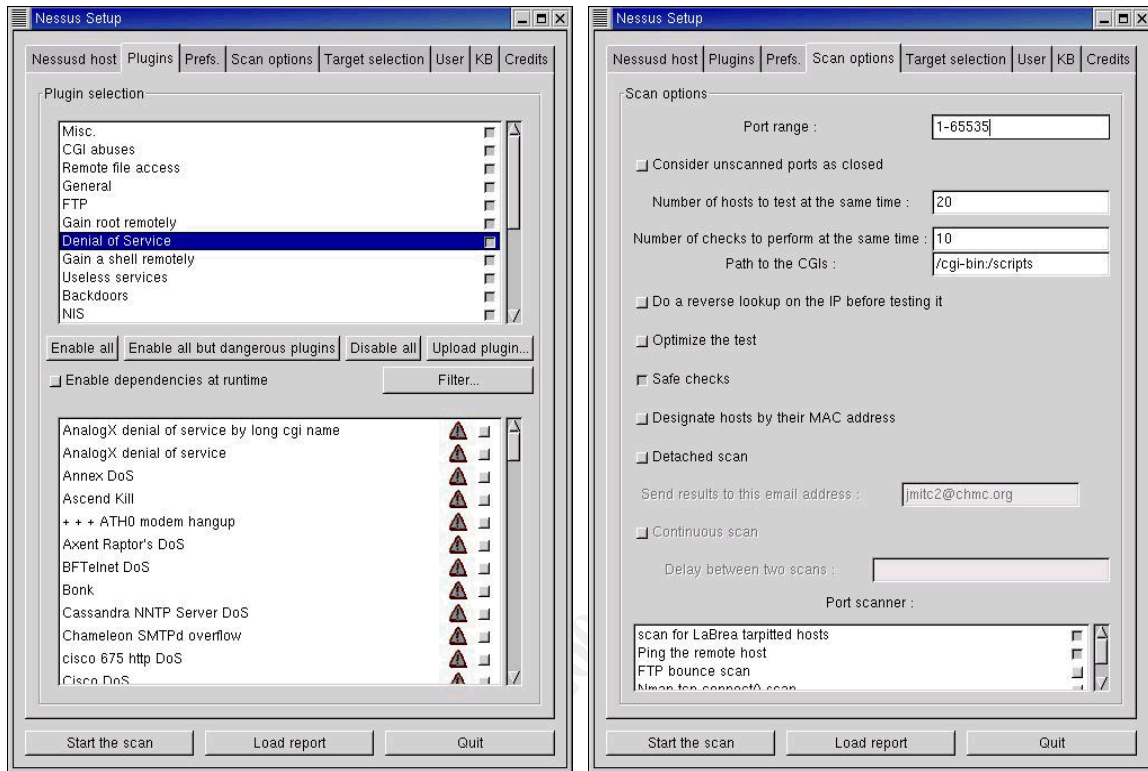 Nessus Setup
Nessusd host Plugins Prefs. Scan options Target selection User KB Credits
Plugin selection
Misc.
CGI abuses
Remote file access
General
FTP
Gain root remotely
Denial of Service
Gain a shell remotely
Useless services
Backdoors
NIS
Enable all Enable all but dangerous plugins Disable all Upload plugin...
Enable dependencies at runtime Filter...
AnalogX denial of service by long cgi name
AnalogX denial of service
Annex DoS
Ascend Kill
+ + + ATH0 modem hangup
Axent Raptor's DoS
BFTelnet DoS
Bonk
Cassandra NNTP Server DoS
Chameleon SMTPd overflow
cisco 675 http DoS
Cisco DoS
Start the scan Load report Quit
Nessus Setup
Nessusd host Plugins Prefs. Scan options Target selection User KB Credits
Scan options
Port range : 1-65535
Consider unscanned ports as closed
Number of hosts to test at the same time : 20
Number of checks to perform at the same time : 10
Path to the CGIs : /cgi-bin:/scripts
Do a reverse lookup on the IP before testing it
Optimize the test
Safe checks
Designate hosts by their MAC address
Detached scan
Send results to this email address : jmitc2@chmc.org
Continuous scan
Delay between two scans :
Port scanner :
scan for LaBrea tarpitted hosts
Ping the remote host
FTP bounce scan
Nmap tcp connect() scan
Start the scan Load report Quit